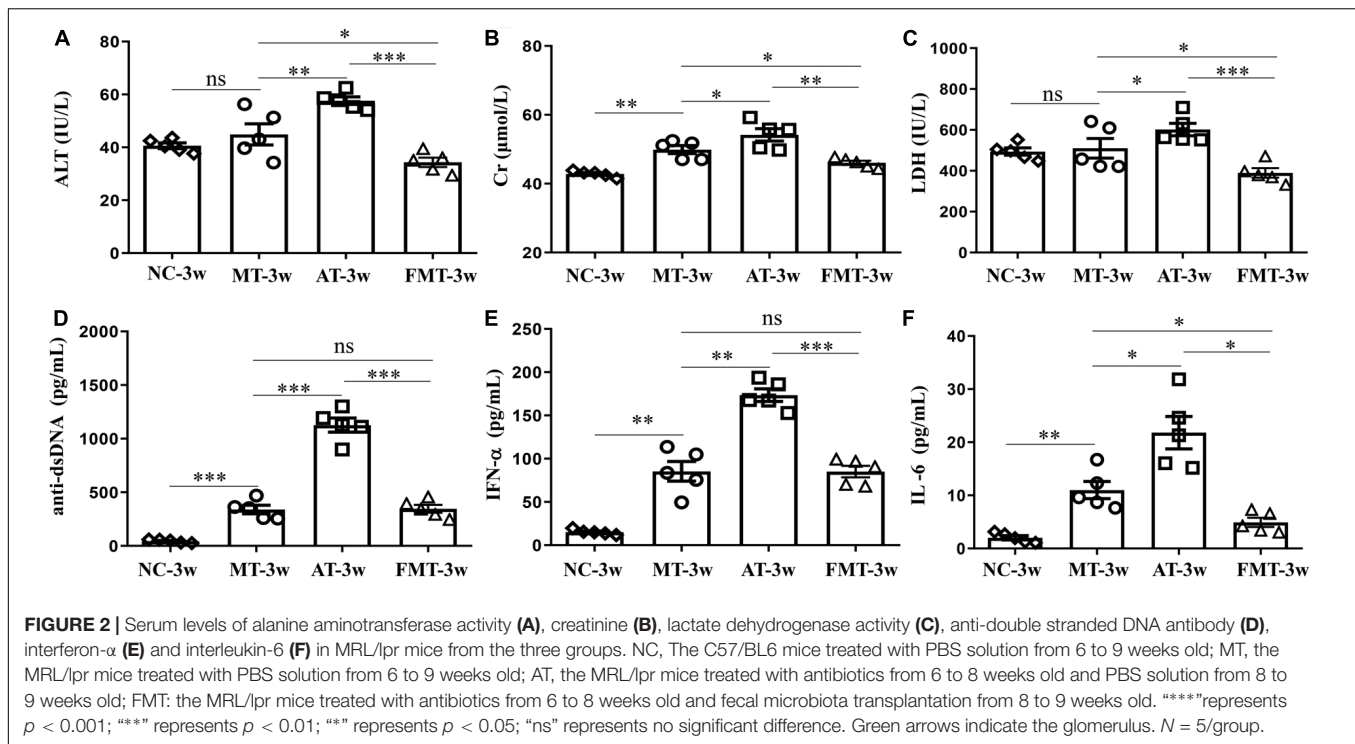 A
B
C
80
60
40
20
0
ALT (IU/L)
ns
**
*
***
NC-3w MT-3w AT-3w FMT-3w
80
60
40
20
Cr (μmol/L)
**
*
*
**
NC-3w MT-3w AT-3w FMT-3w
1000
800
600
400
200
0
LDH (IU/L)
ns
*
*
***
NC-3w MT-3w AT-3w FMT-3w
D
E
F
2000
1500
1000
500
0
anti-dsDNA (pg/mL)
***
***
ns
***
NC-3w MT-3w AT-3w FMT-3w
250
200
150
100
50
0
IFN-α (pg/mL)
**
**
ns
***
NC-3w MT-3w AT-3w FMT-3w
40
30
20
10
0
IL-6 (pg/mL)
**
*
*
*
NC-3w MT-3w AT-3w FMT-3w
FIGURE 2 | Serum levels of alanine aminotransferase activity (A), creatinine (B), lactate dehydrogenase activity (C), anti-double stranded DNA antibody (D),
interferon-α (E) and interleukin-6 (F) in MRL/lpr mice from the three groups. NC, The C57/BL6 mice treated with PBS solution from 6 to 9 weeks old; MT, the
MRL/lpr mice treated with PBS solution from 6 to 9 weeks old; AT, the MRL/lpr mice treated with antibiotics from 6 to 8 weeks old and PBS solution from 8 to
9 weeks old; FMT: the MRL/lpr mice treated with antibiotics from 6 to 8 weeks old and fecal microbiota transplantation from 8 to 9 weeks old. “***”represents
p < 0.001; “**” represents p < 0.01; “*” represents p < 0.05; “ns” represents no significant difference. Green arrows indicate the glomerulus. N = 5/group.